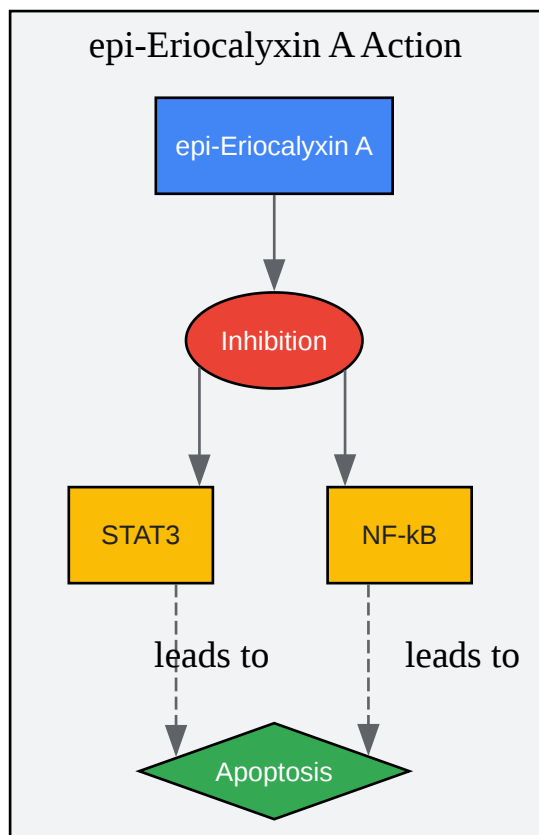 epi-Eriocalyxin A Action
epi-Eriocalyxin A
Inhibition
STAT3
NF-kB
leads to
leads to
Apoptosis